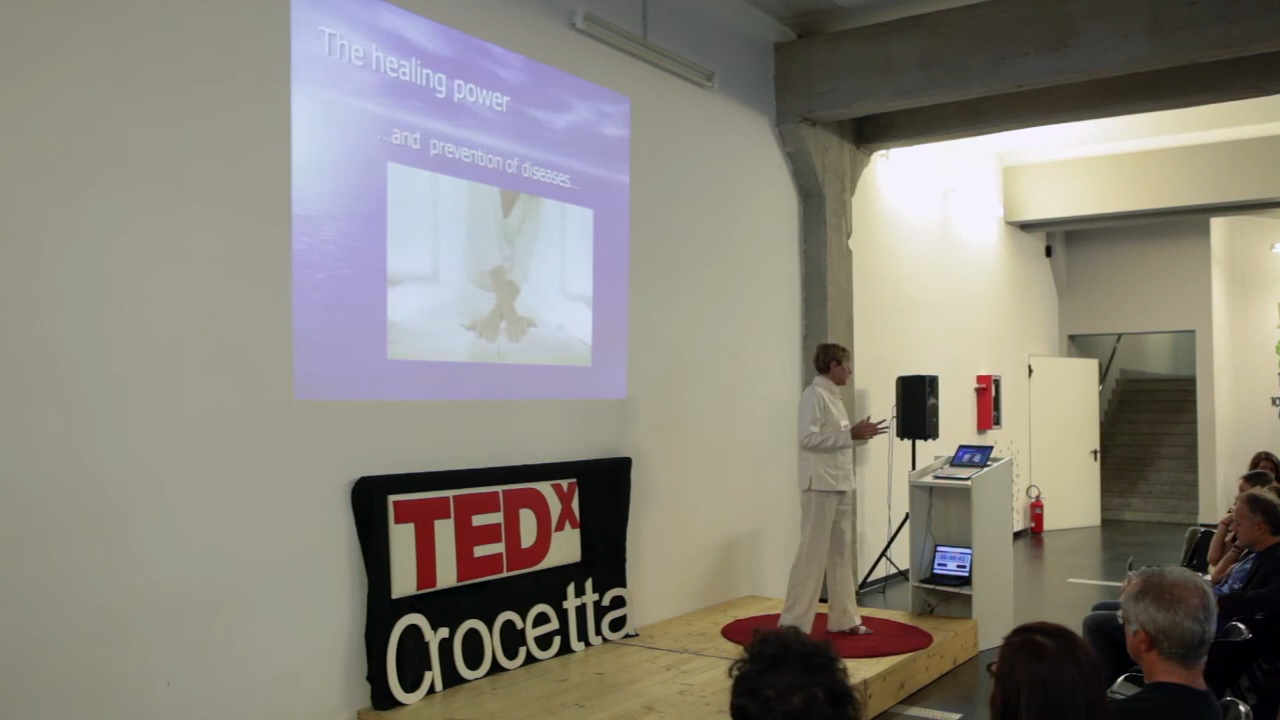 The healing power
...and prevention of diseases...
TEDx
Crocetta